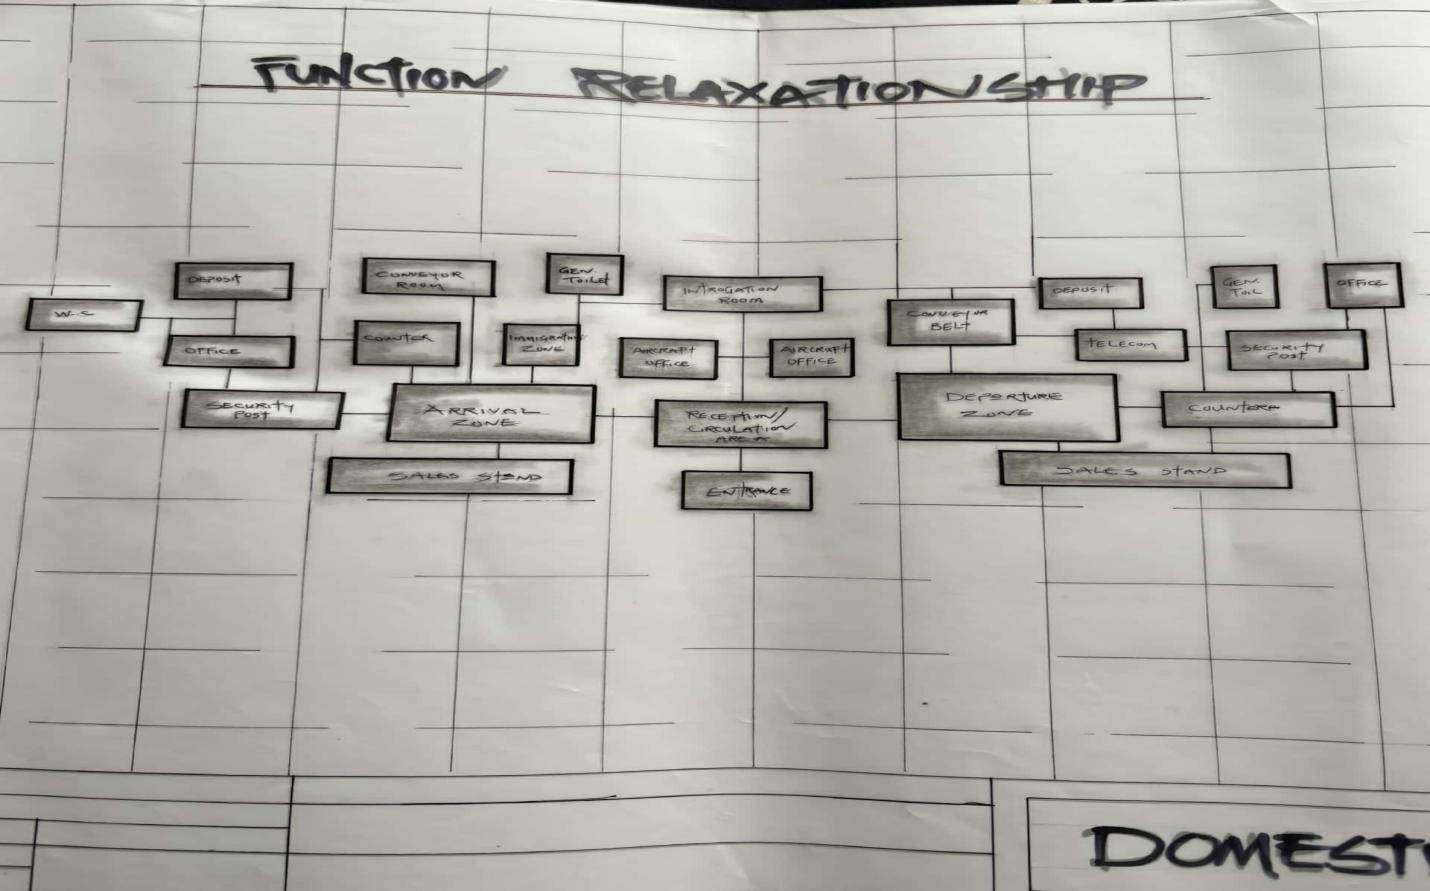 FUNCTION RELAXATIONSHIP
DEPOSIT
CONVEYOR
ROOM
GEN.
TOILET
INTROGATION
ROOM
DEPOSIT
GEN.
TOIL
OFFICE
W.C
OFFICE
COUNTER
IMMIGRATION
ZONE
AIRCRAFT
OFFICE
AIRCRAFT
OFFICE
CONVEYOR
BELT
TELECOM
SECURITY
POST
SECURITY
POST
ARRIVAL
ZONE
RECEPTION/
CIRCULATION
AREA
DEPARTURE
ZONE
COUNTER
SALES STAND
ENTRANCE
SALES STAND
DOMEST